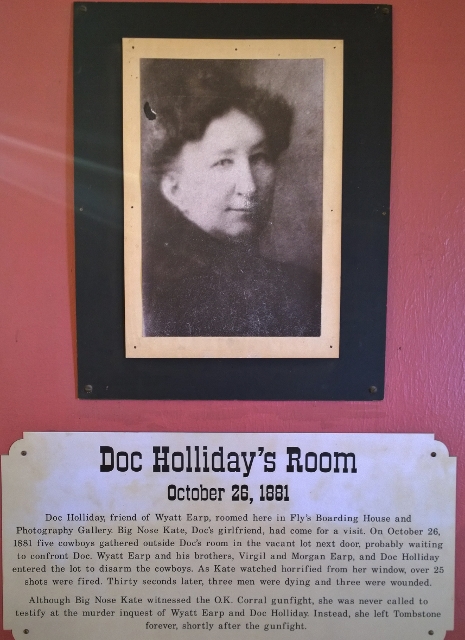 Doc Holliday's Room
October 26, 1881
Doc Holliday, friend of Wyatt Earp, roomed here in Fly's Boarding House and
Photography Gallery. Big Nose Kate, Doc's girlfriend, had come for a visit. On October 26,
1881 five cowboys gathered outside Doc's room in the vacant lot next door, probably waiting
to confront Doc. Wyatt Earp and his brothers, Virgil and Morgan Earp, and Doc Holliday
entered the lot to disarm the cowboys. As Kate watched horrified from her window, over 25
shots were fired. Thirty seconds later, three men were dying and three were wounded.
Although Big Nose Kate witnessed the O.K. Corral gunfight, she was never called to
testify at the murder inquest of Wyatt Earp and Doc Holliday. Instead, she left Tombstone
forever, shortly after the gunfight.